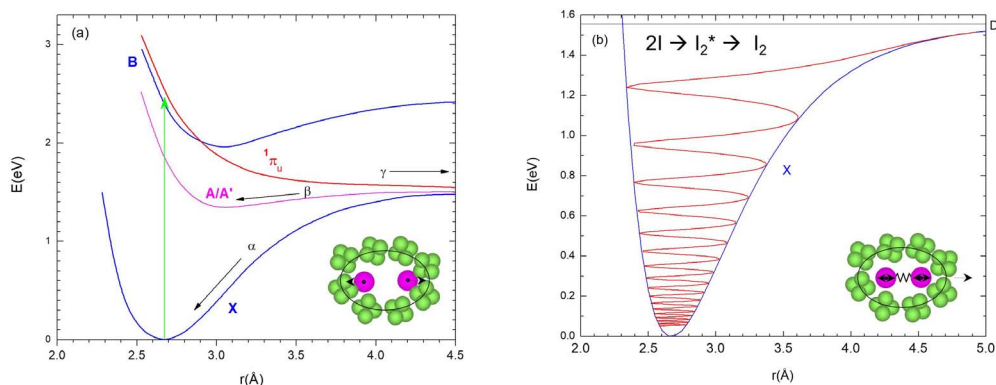 (a)
B
A
¹πᵤ
γ
A/A'
β
α
X
3
2
1
0
2.0 2.5 3.0 3.5 4.0 4.5
E(eV)
r(Å)
(b)
2I → I₂* → I₂
D
X
1.6
1.4
1.2
1.0
0.8
0.6
0.4
0.2
0.0
2.0 2.5 3.0 3.5 4.0 4.5 5.0
E(eV)
r(Å)